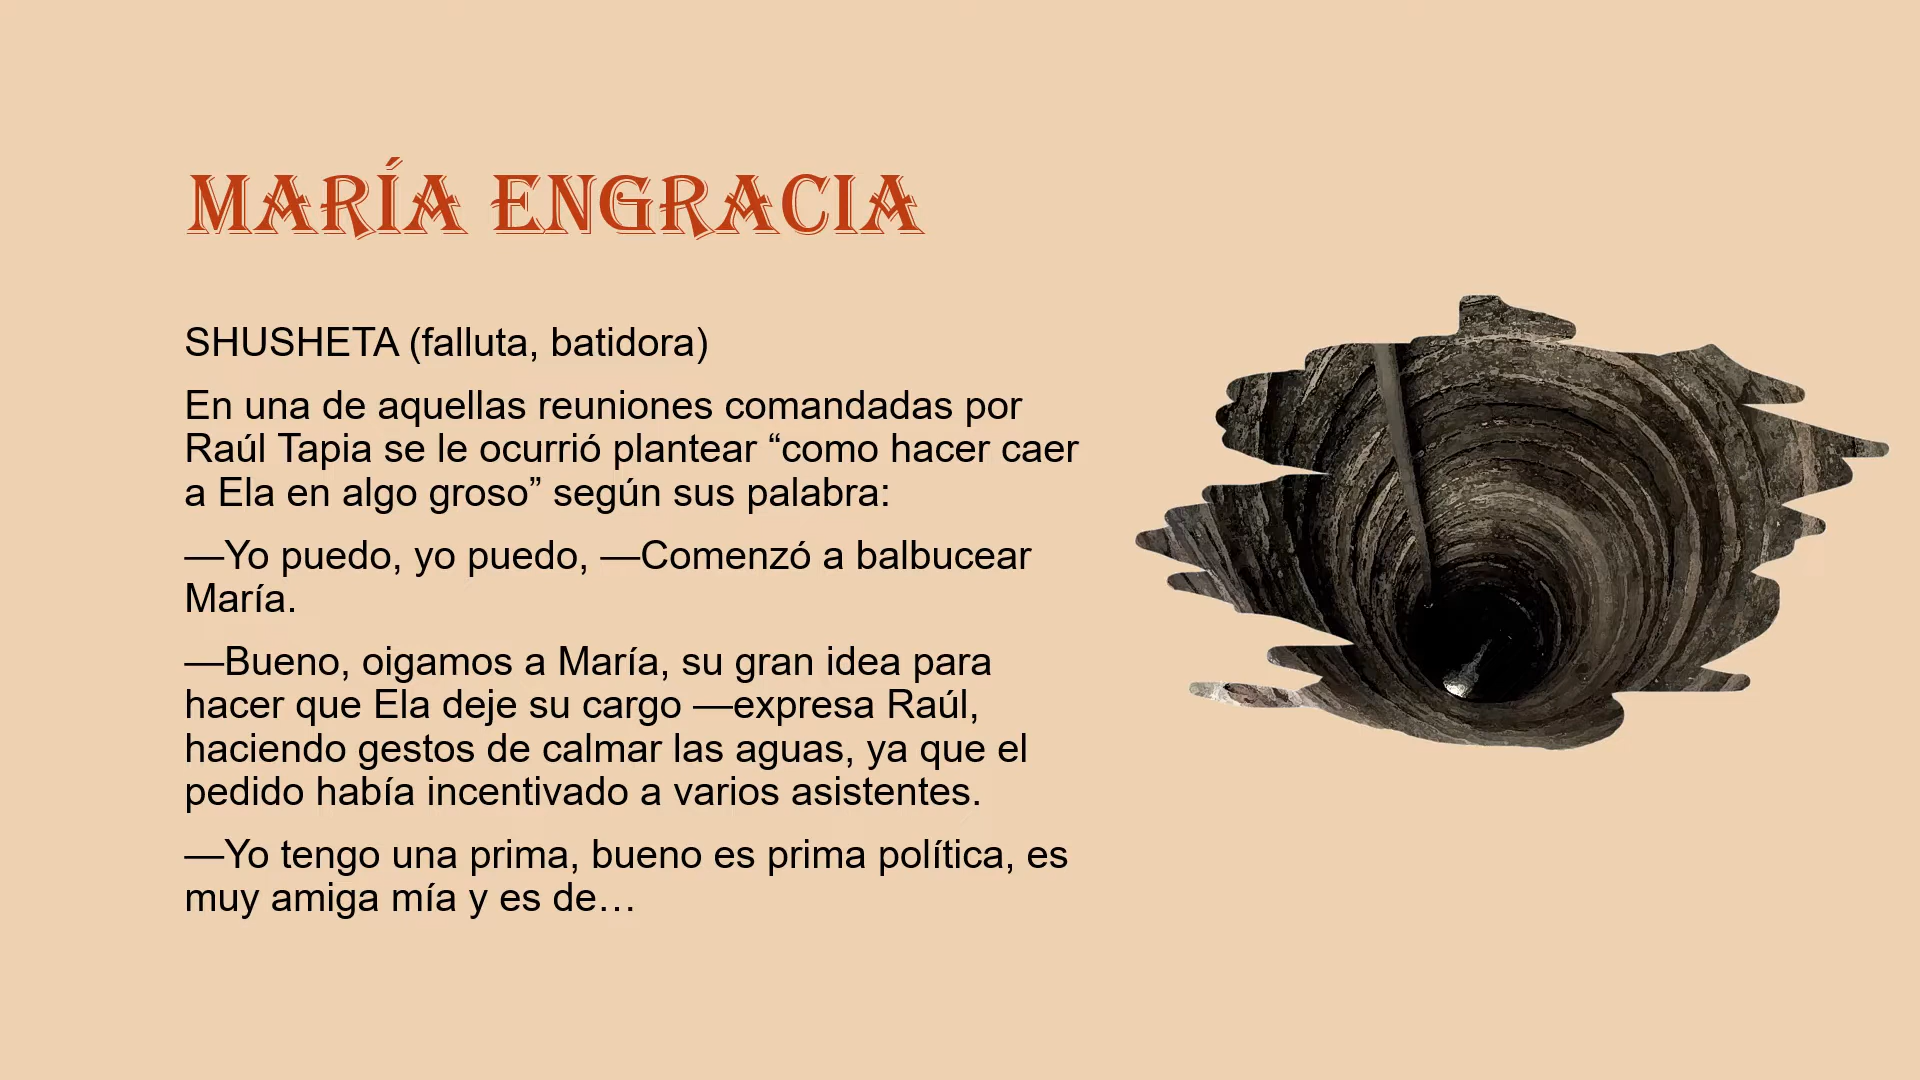 MARÍA ENGRACIA
SHUSHETA (falluta, batidora)
En una de aquellas reuniones comandadas por
Raúl Tapia se le ocurrió plantear “como hacer caer
a Ela en algo groso” según sus palabra:
—Yo puedo, yo puedo, —Comenzó a balbucear
María.
—Bueno, oigamos a María, su gran idea para
hacer que Ela deje su cargo —expresa Raúl,
haciendo gestos de calmar las aguas, ya que el
pedido había incentivado a varios asistentes.
—Yo tengo una prima, bueno es prima política, es
muy amiga mía y es de…